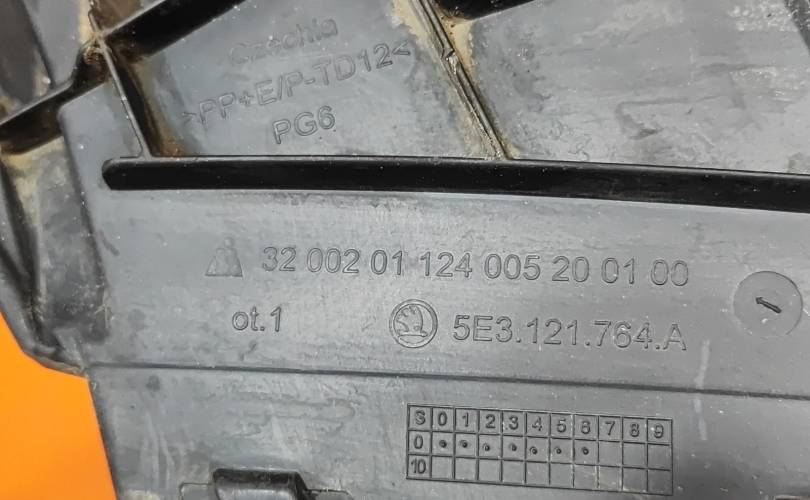 Czechia
>PP+E/P-TD12<
PG6
32 002 01 124 005 20 01 00
ot.1
5E3.121.764.A
S 0 1 2 3 4 5 6 7 8 9
0
10